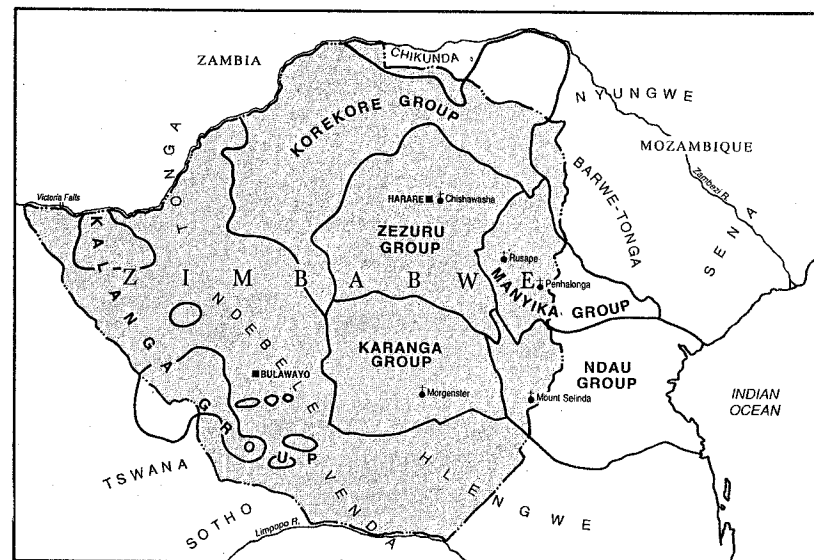 ZAMBIA
CHIKUNDA
NYUNGWE
KOREKORE GROUP
MOZAMBIQUE
TONGA
BARWE-TONGA
Zambezi R.
Victoria Falls
HARARE
Chishawasha
SENA
KALANGA GROUP
ZEZURU
GROUP
Rusape
ZIMBABWE
Penhalonga
MANYIKA GROUP
NDEBELE
KARANGA
GROUP
NDAU
GROUP
BULAWAYO
Morgenster
Mount Selinda
INDIAN
OCEAN
TSWANA
HLENGWE
VENDA
SOTHO
Limpopo R.